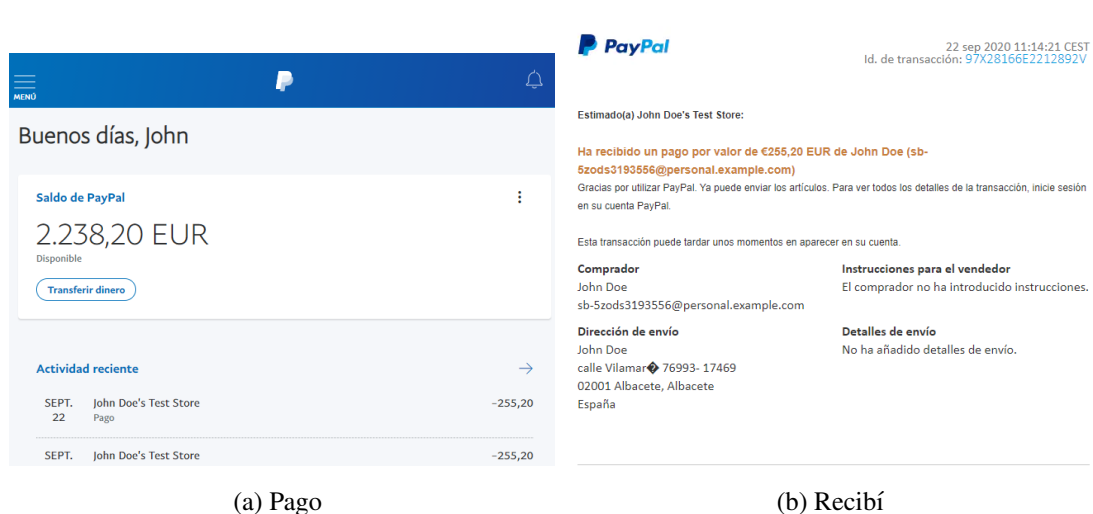 MENÚ
Buenos días, John
Saldo de PayPal
2.238,20 EUR
Disponible
Transferir dinero
Actividad reciente
SEPT. John Doe's Test Store -255,20
22 Pago
SEPT. John Doe's Test Store -255,20
(a) Pago
PayPal
22 sep 2020 11:14:21 CEST
Id. de transacción: 97X28166E2212892V
Estimado(a) John Doe's Test Store:
Ha recibido un pago por valor de €255,20 EUR de John Doe (sb-
5zods3193556@personal.example.com)
Gracias por utilizar PayPal. Ya puede enviar los artículos. Para ver todos los detalles de la transacción, inicie sesión
en su cuenta PayPal.
Esta transacción puede tardar unos momentos en aparecer en su cuenta.
Comprador
John Doe
sb-5zods3193556@personal.example.com
Instrucciones para el vendedor
El comprador no ha introducido instrucciones.
Dirección de envío
John Doe
calle Vilamar� 76993- 17469
02001 Albacete, Albacete
España
Detalles de envío
No ha añadido detalles de envío.
(b) Recibí